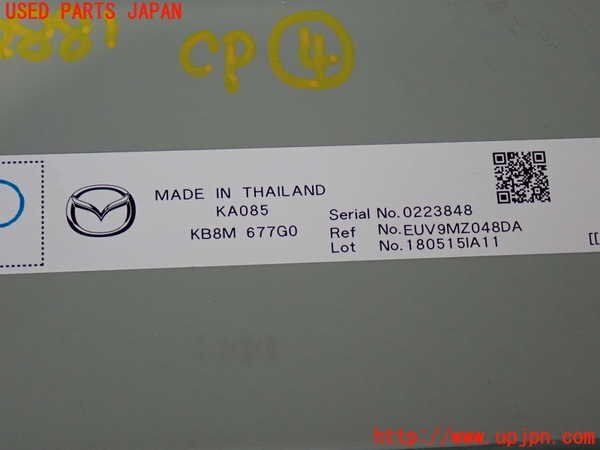 USED PARTS JAPAN
CP 4
MADE IN THAILAND
KA085
KB8M 677G0
Serial No.0223848
Ref No.EUV9MZ048DA
Lot No.180515IA11
http://www.upjpn.com/